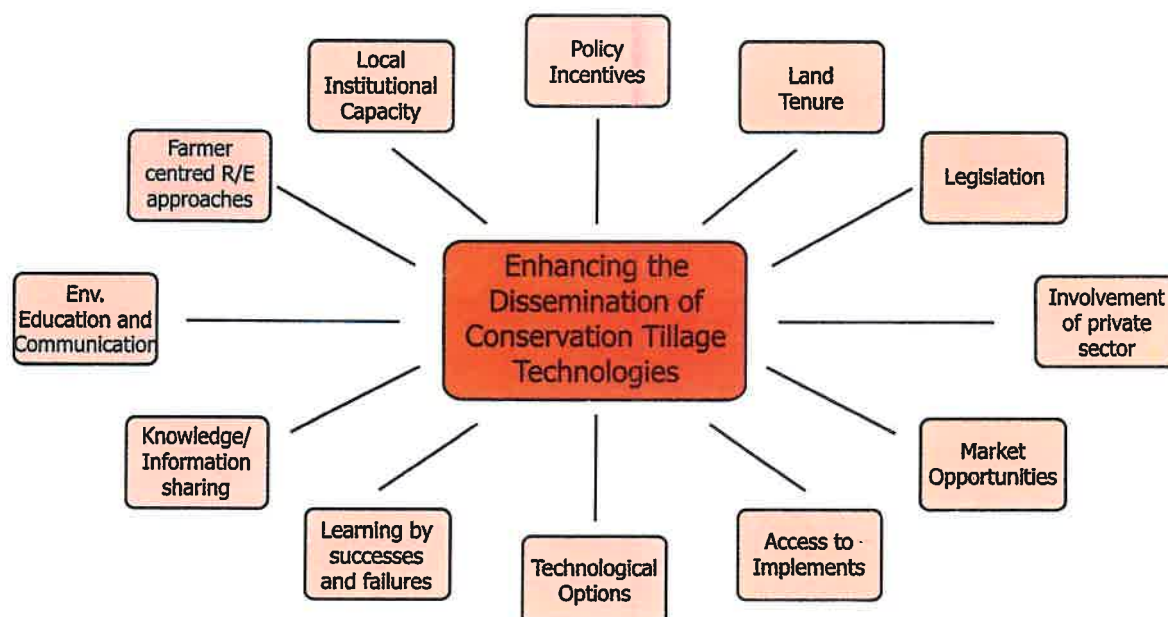 Policy
Incentives
Local
Institutional
Capacity
Land
Tenure
Farmer
centred R/E
approaches
Legislation
Enhancing the
Dissemination of
Conservation Tillage
Technologies
Env.
Education and
Communication
Involvement
of private
sector
Knowledge/
Information
sharing
Market
Opportunities
Learning by
successes
and failures
Technological
Options
Access to
Implements